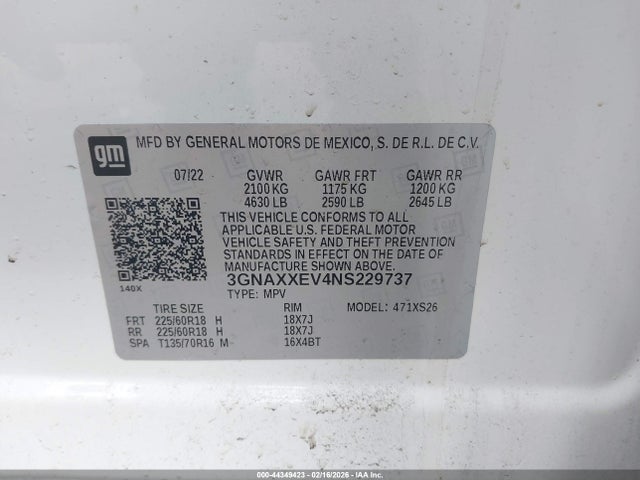 gm
MFD BY GENERAL MOTORS DE MEXICO, S. DE R.L. DE C.V.
07/22 GVWR GAWR FRT GAWR RR
2100 KG 1175 KG 1200 KG
4630 LB 2590 LB 2645 LB
THIS VEHICLE CONFORMS TO ALL
APPLICABLE U.S. FEDERAL MOTOR
VEHICLE SAFETY AND THEFT PREVENTION
STANDARDS IN EFFECT ON THE DATE OF
MANUFACTURE SHOWN ABOVE.
140X 3GNAXXEV4NS229737
TYPE: MPV MODEL: 471XS26
TIRE SIZE RIM
FRT 225/60R18 H 18X7J
RR 225/60R18 H 18X7J
SPA T135/70R16 M 16X4BT
000-44349423 - 02/16/2026 - IAA Inc.